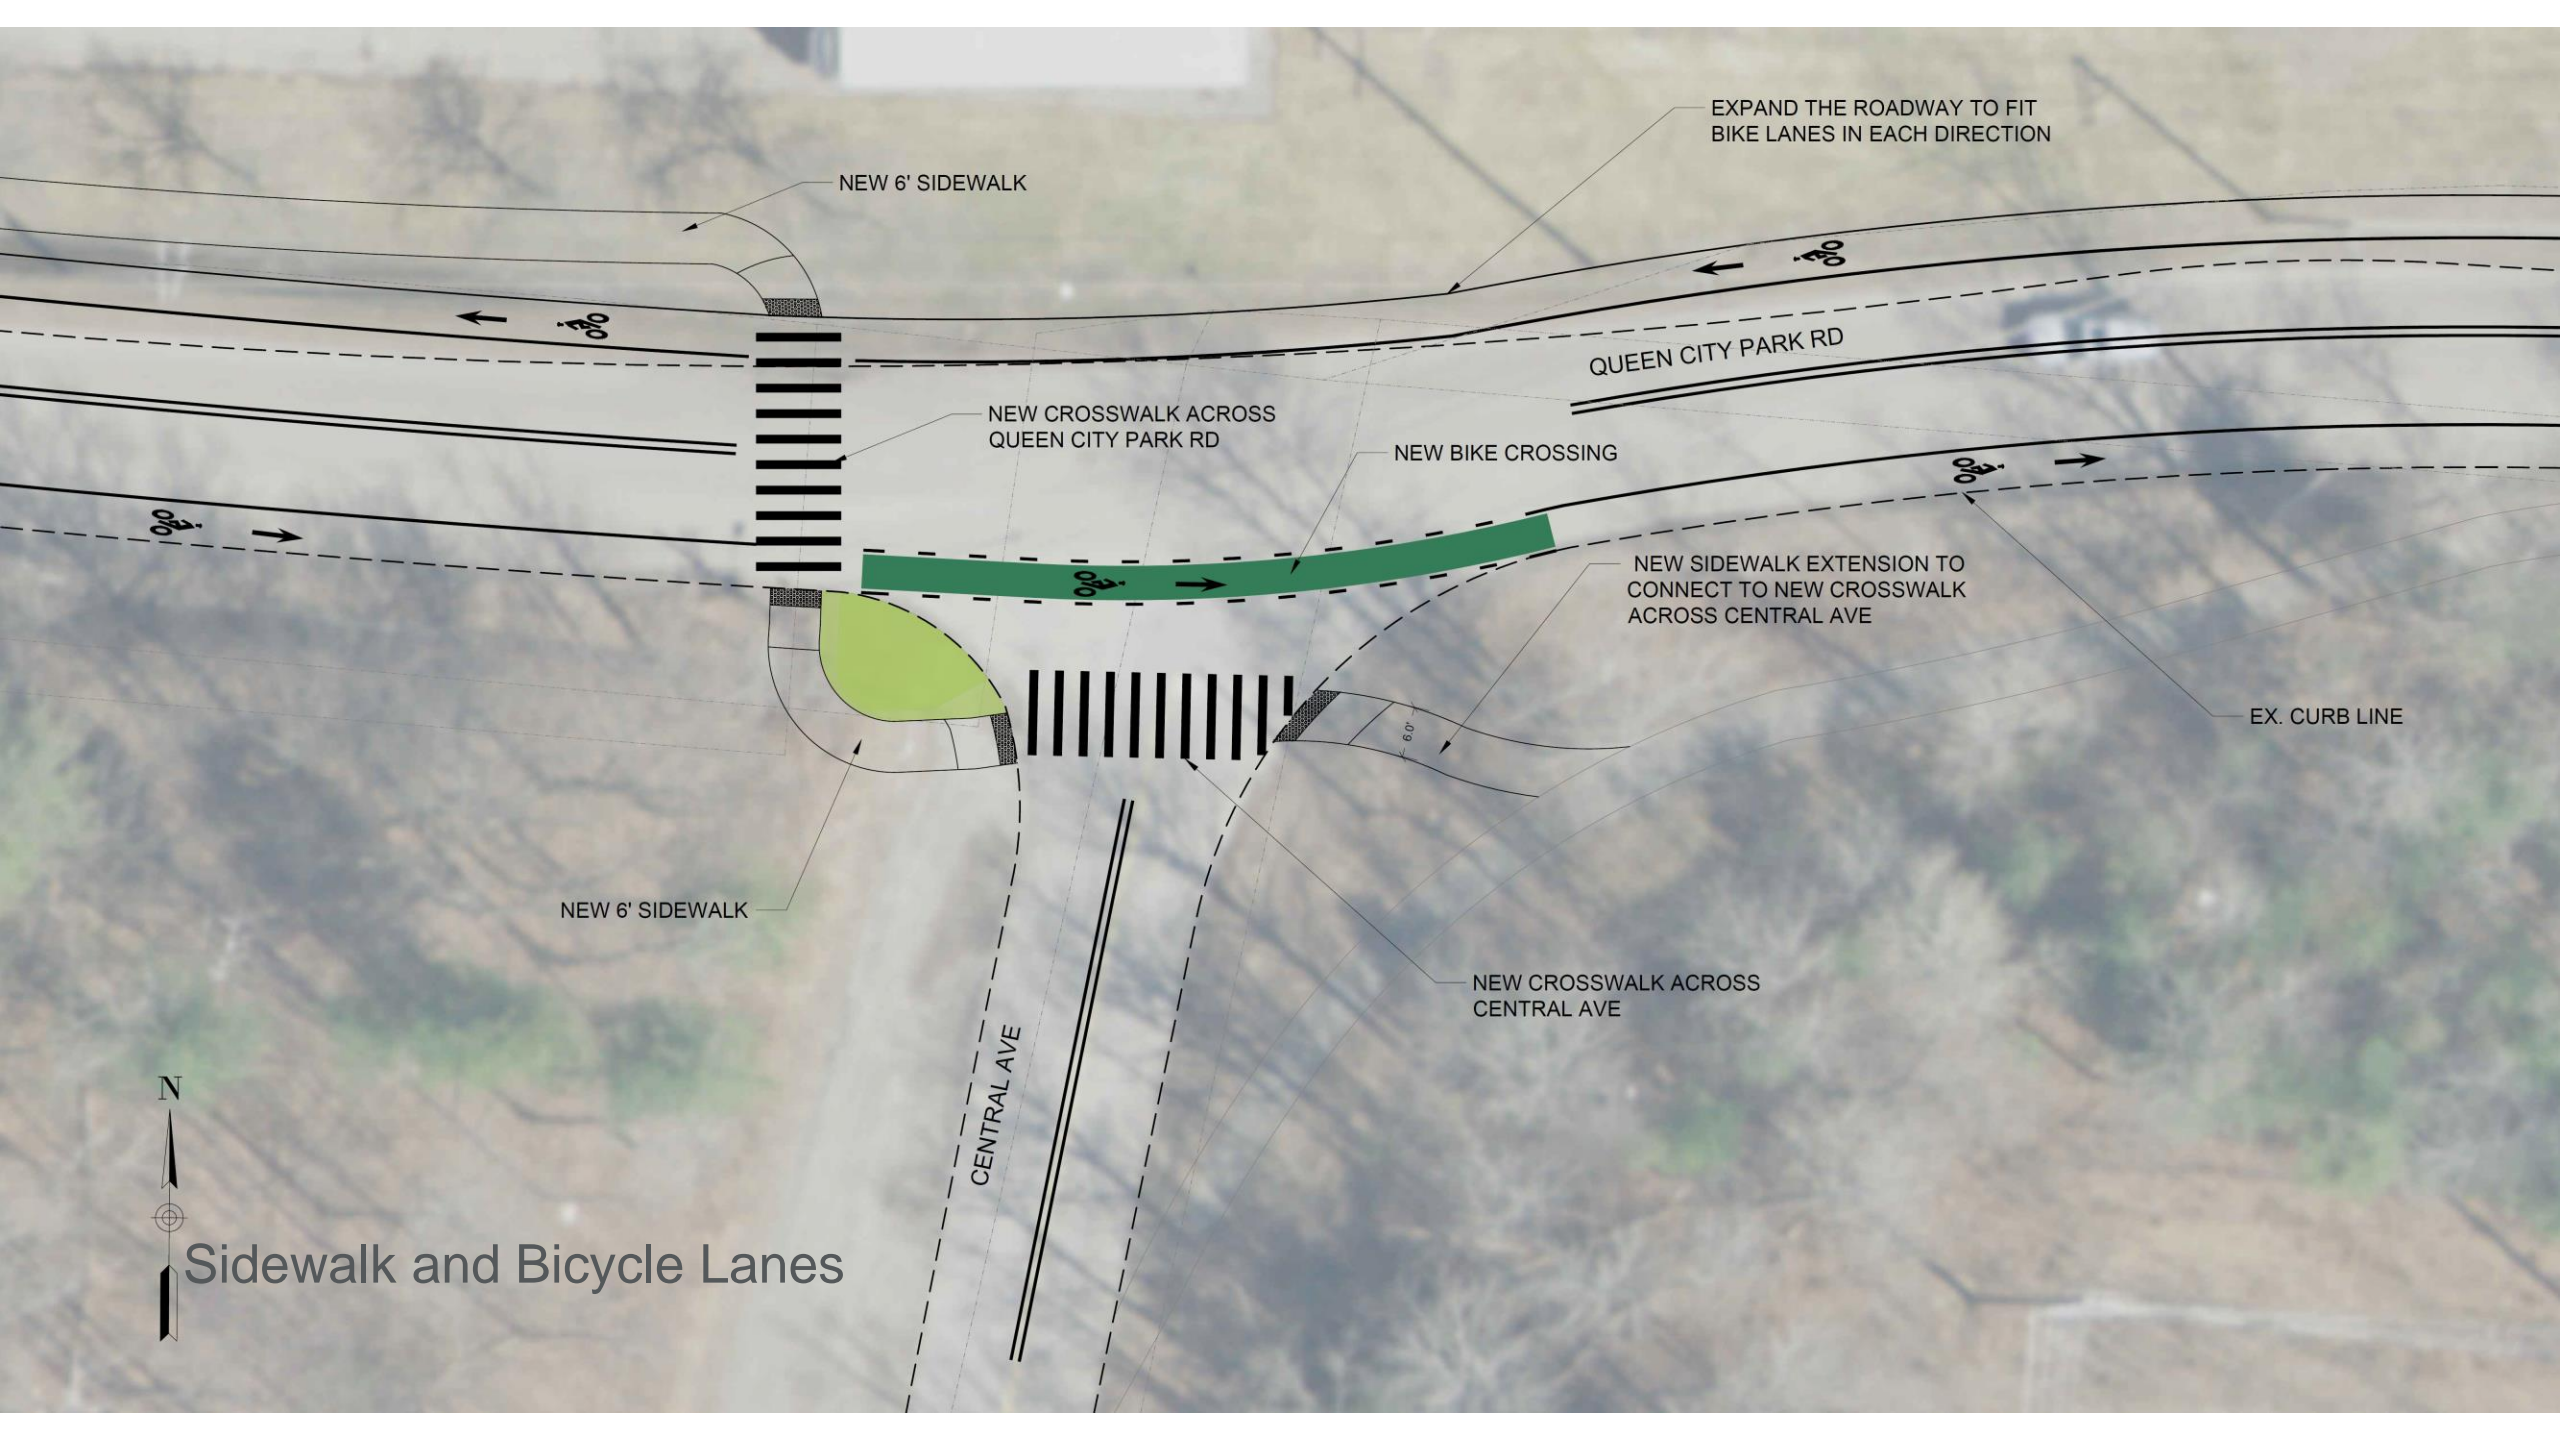 EXPAND THE ROADWAY TO FIT
BIKE LANES IN EACH DIRECTION
NEW 6' SIDEWALK
QUEEN CITY PARK RD
NEW CROSSWALK ACROSS
QUEEN CITY PARK RD
NEW BIKE CROSSING
NEW SIDEWALK EXTENSION TO
CONNECT TO NEW CROSSWALK
ACROSS CENTRAL AVE
6.0'
EX. CURB LINE
NEW 6' SIDEWALK
NEW CROSSWALK ACROSS
CENTRAL AVE
CENTRAL AVE
N
Sidewalk and Bicycle Lanes